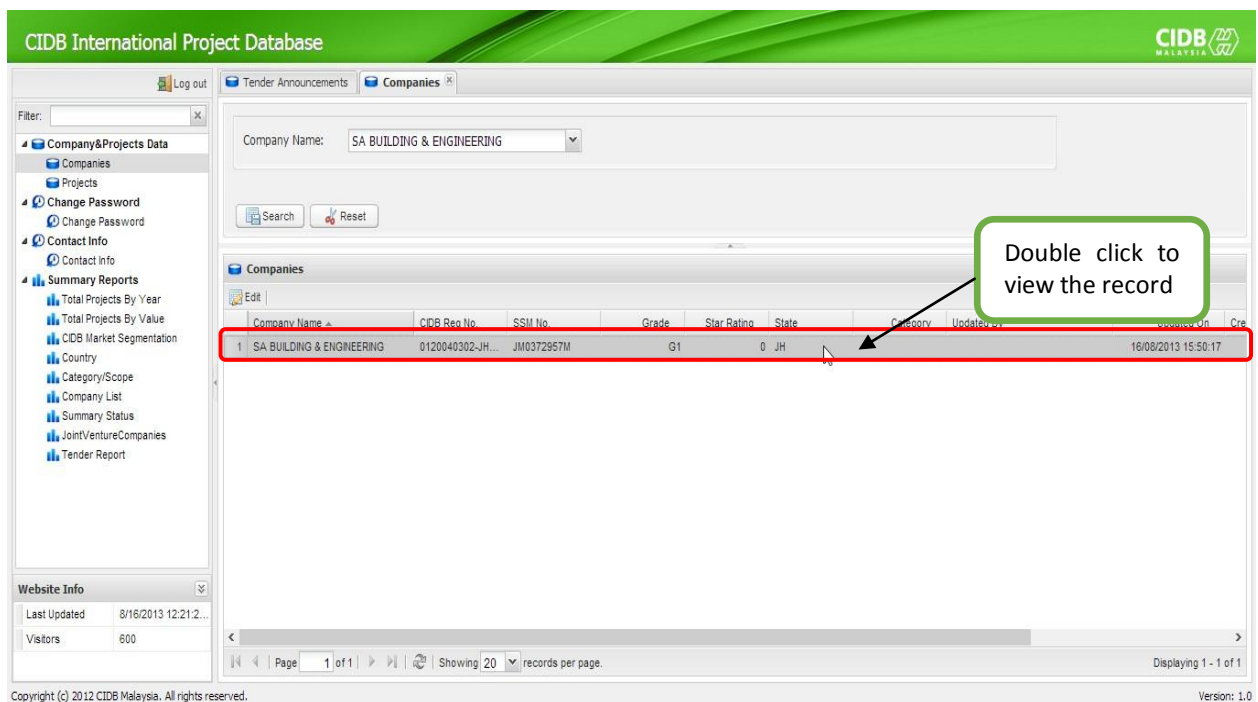 CIDB International Project Database
CIDB
MALAYSIA
Log out
Tender Announcements
Companies
Filter:
Company&Projects Data
Companies
Projects
Change Password
Change Password
Contact Info
Contact Info
Summary Reports
Total Projects By Year
Total Projects By Value
CIDB Market Segmentation
Country
Category/Scope
Company List
Summary Status
JointVentureCompanies
Tender Report
Website Info
Last Updated 8/16/2013 12:21:2...
Visitors 600
Company Name: SA BUILDING & ENGINEERING
Search Reset
Double click to
view the record
Companies
Edit
Company Name CIDB Reg No. SSM No. Grade Star Rating State Category Updated By Updated On Cre
1 SA BUILDING & ENGINEERING 0120040302-JH... JM0372957M G1 0 JH 16/08/2013 15:50:17
Page 1 of 1 Showing 20 records per page. Displaying 1 - 1 of 1
Copyright (c) 2012 CIDB Malaysia. All rights reserved. Version: 1.0